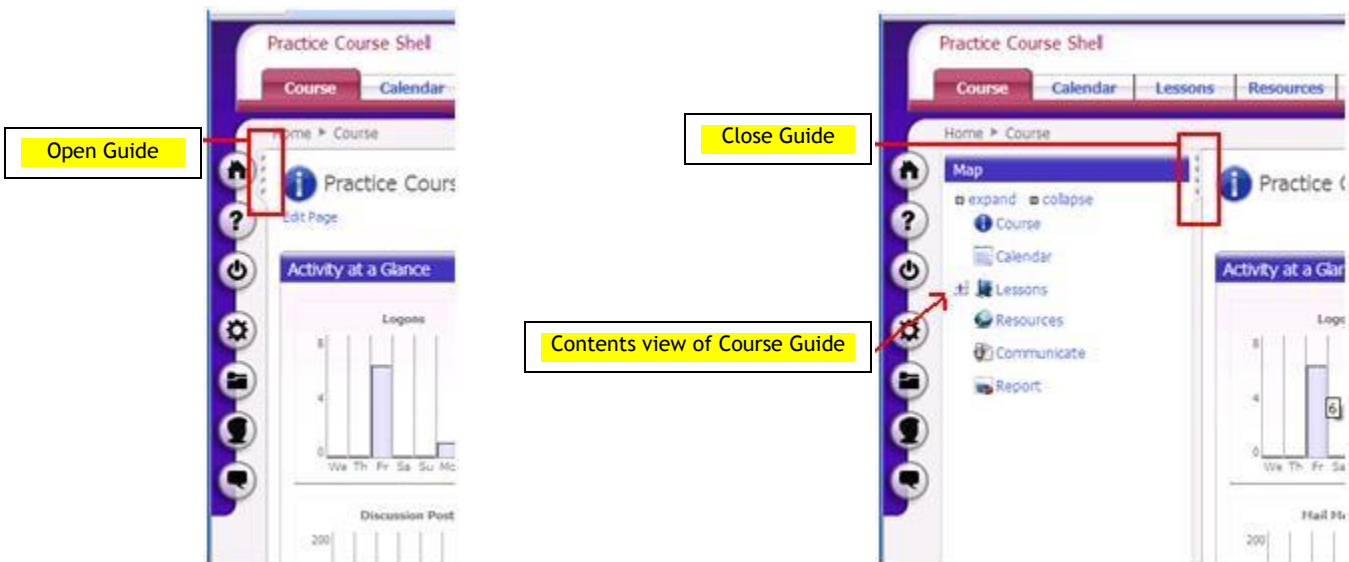 Practice Course Shell
Course Calendar
Home ▸ Course
Open Guide
Practice Cours
Edit Page
Activity at a Glance
Logons
8
4
0
We Th Fr Sa Su Mo
Discussion Post
200
Practice Course Shell
Course Calendar Lessons Resources
Home ▸ Course
Close Guide
Map
expand collapse
Course
Calendar
Lessons
Resources
Communicate
Report
Contents view of Course Guide
Practice
Activity at a Glan
Logo
8
4
6
0
We Th Fr Sa
Mail M
200